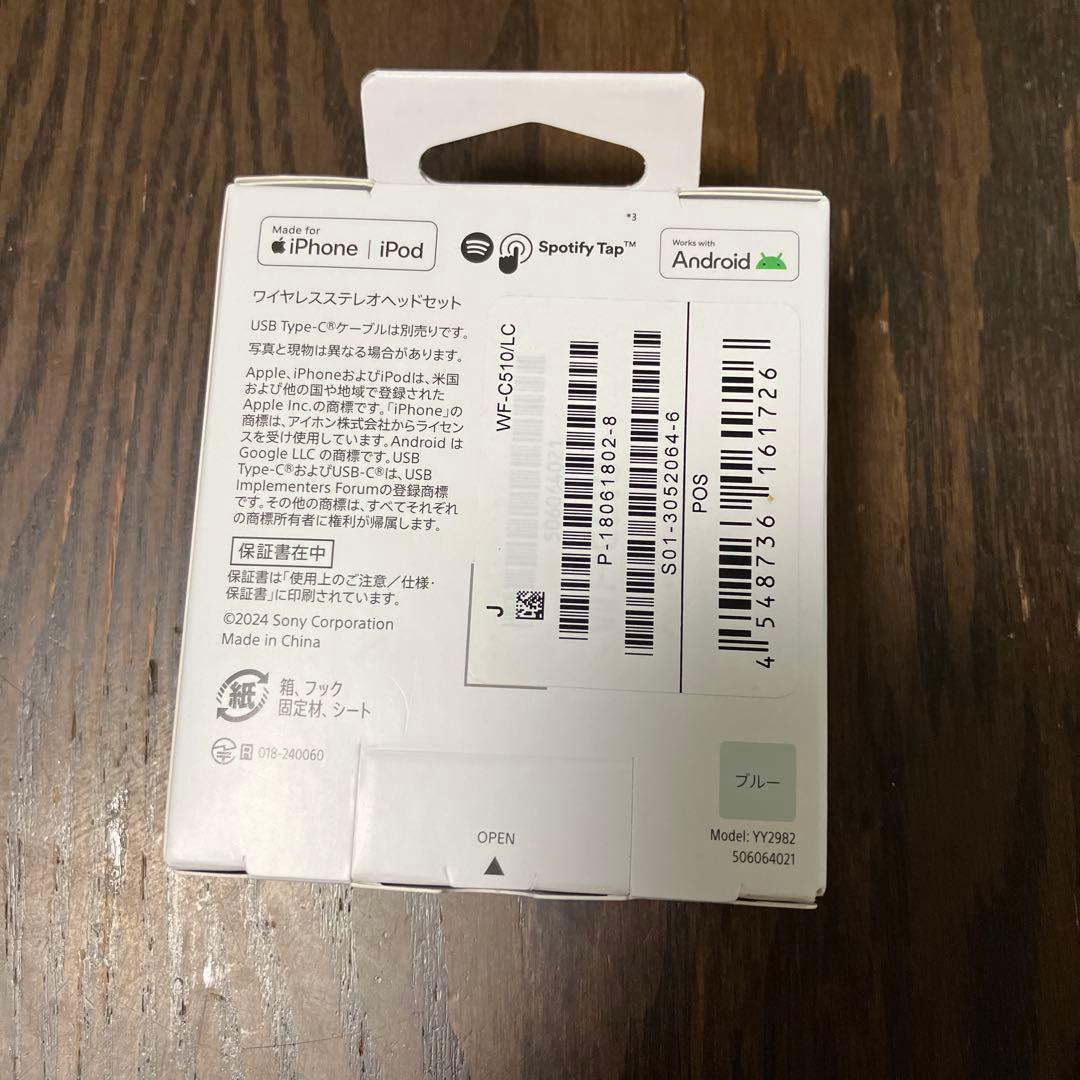 Made for
iPhone | iPod
*3
Spotify Tap™
Works with
Android
ワイヤレスステレオヘッドセット
USB Type-C®ケーブルは別売りです。
写真と現物は異なる場合があります。
Apple、iPhoneおよびiPodは、米国
および他の国や地域で登録された
Apple Inc.の商標です。「iPhone」の
商標は、アイホン株式会社からライセン
スを受け使用しています。Android は
Google LLC の商標です。USB
Type-C®およびUSB-C®は、USB
Implementers Forumの登録商標
です。その他の商標は、すべてそれぞれ
の商標所有者に権利が帰属します。
保証書在中
保証書は「使用上のご注意／仕様・
保証書」に印刷されています。
©2024 Sony Corporation
Made in China
紙
箱、フック
固定材、シート
R 018-240060
WF-C510/LC
506064021
J
P-18061802-8
S01-3052064-6
POS
4 548736 161726
OPEN
ブルー
Model: YY2982
506064021